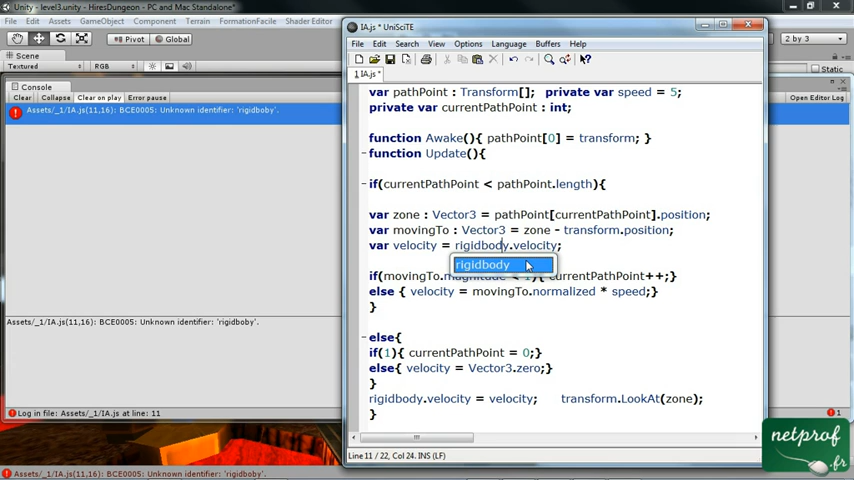 Unity - level3.unity - HiresDungeon - PC and Mac Standalone*
File Edit Assets GameObject Component Terrain FormationFacile Shader Editor
Pivot Global
2 by 3
Scene
Textured RGB
Static
Console
Clear Collapse Clear on play Error pause
Open Editor Log
Assets/_1/IA.js(11,16): BCE0005: Unknown identifier: 'rigidboby'.
Assets/_1/IA.js(11,16): BCE0005: Unknown identifier: 'rigidboby'.
Log in file: Assets/_1/IA.js at line: 11
1
Assets/_1/IA.js(11,16): BCE0005: Unknown identifier: 'rigidboby'.
IA.js * UniSciTE
File Edit Search View Options Language Buffers Help
1 IA.js *
var pathPoint : Transform[]; private var speed = 5;
private var currentPathPoint : int;
function Awake(){ pathPoint[0] = transform; }
function Update(){
if(currentPathPoint < pathPoint.length){
var zone : Vector3 = pathPoint[currentPathPoint].position;
var movingTo : Vector3 = zone - transform.position;
var velocity = rigidbody.velocity;
rigidbody
if(movingTo.magnitude < 1){ currentPathPoint++;}
else { velocity = movingTo.normalized * speed;}
}
else{
if(1){ currentPathPoint = 0;}
else{ velocity = Vector3.zero;}
}
rigidbody.velocity = velocity; transform.LookAt(zone);
}
Line 11 / 22, Col 24. INS (LF)
netprof
.fr